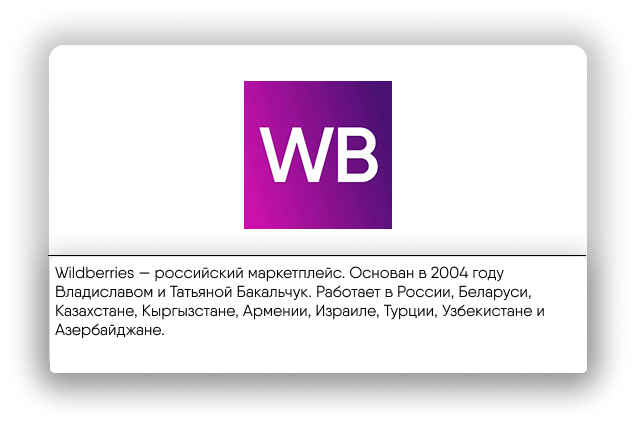 WB
Wildberries — российский маркетплейс. Основан в 2004 году
Владиславом и Татьяной Бакальчук. Работает в России, Беларуси,
Казахстане, Кыргызстане, Армении, Израиле, Турции, Узбекистане и
Азербайджане.